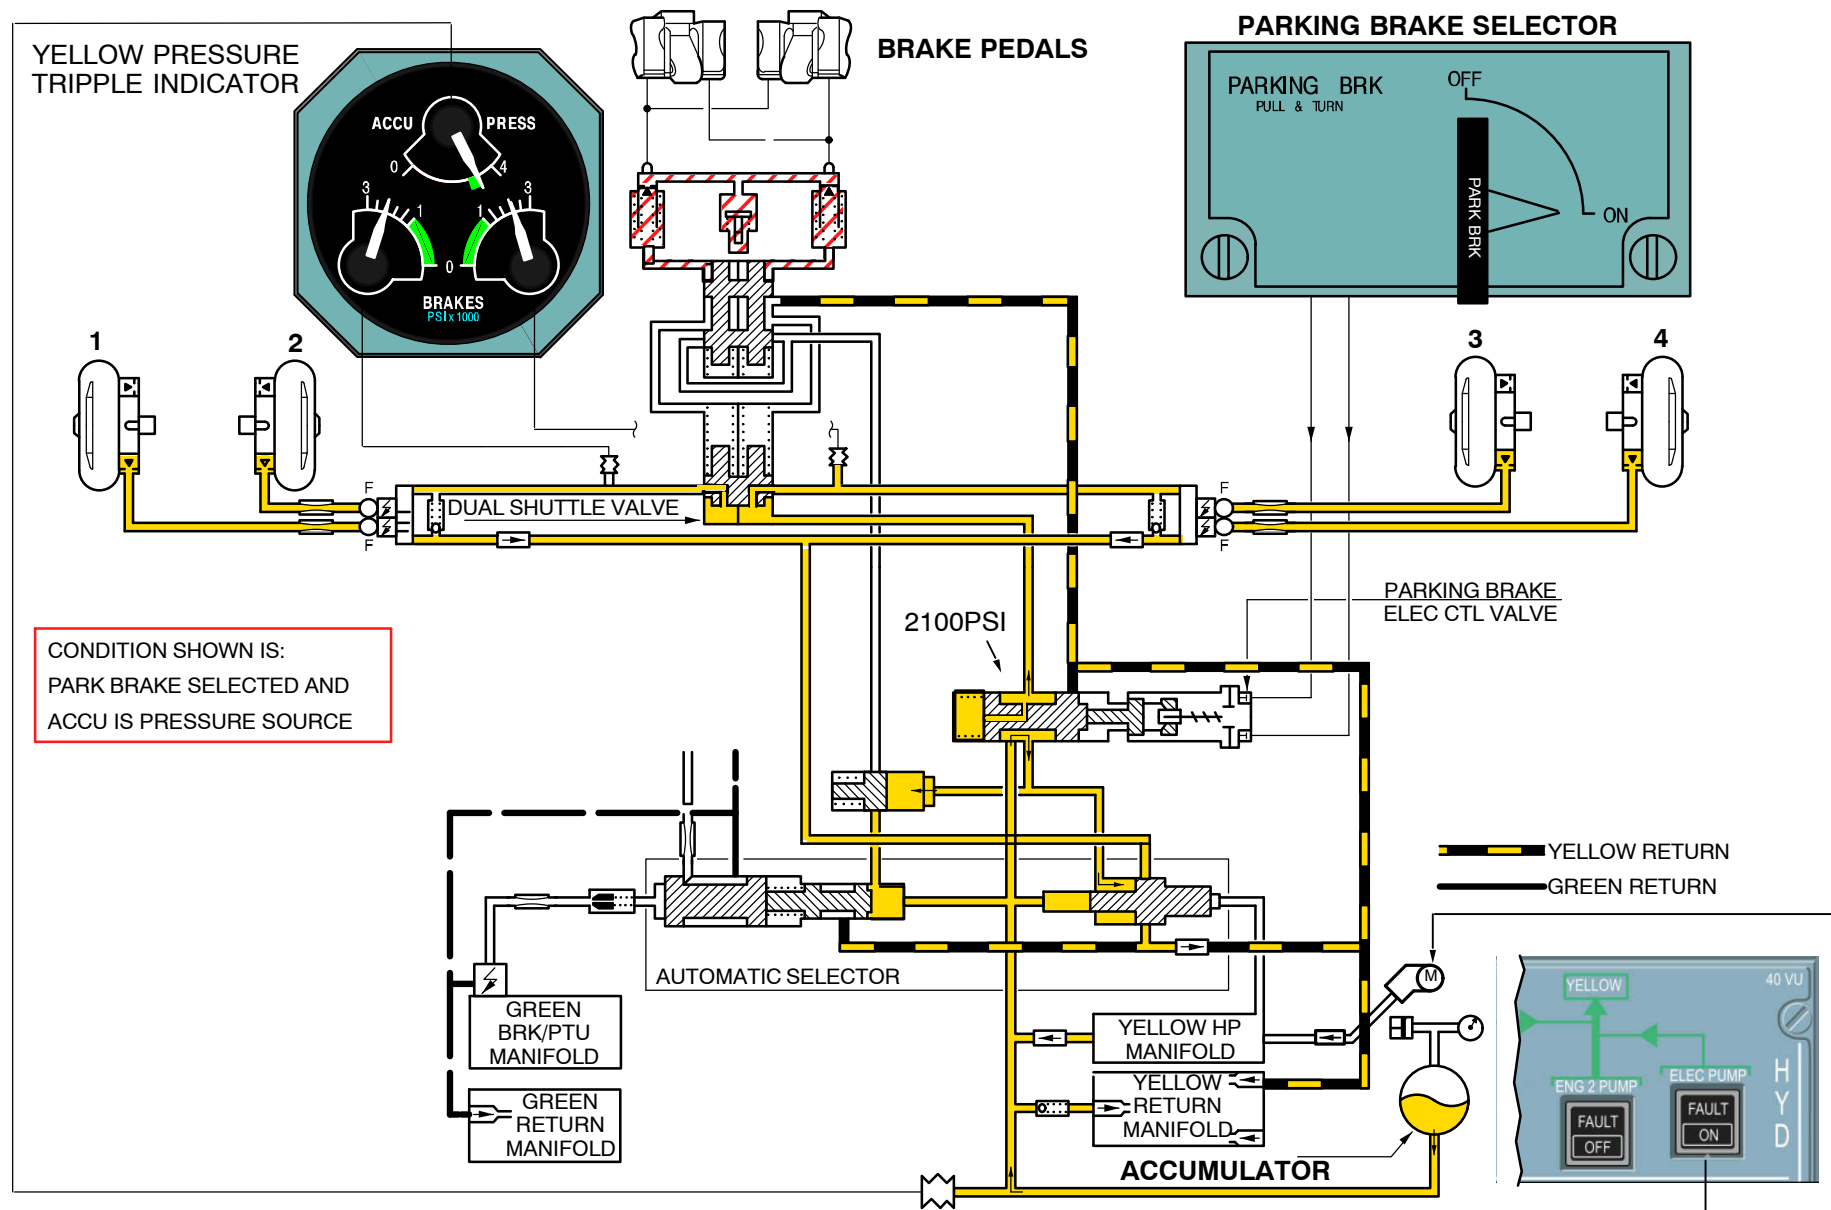 YELLOW PRESSURE
TRIPPLE INDICATOR
BRAKE PEDALS
PARKING BRAKE SELECTOR
PARKING BRK
PULL & TURN
OFF
PARK BRK
ON
ACCU PRESS
0 4
3 1 1 3
0
BRAKES
PSI x 1000
1
2
3
4
F
F
F
F
DUAL SHUTTLE VALVE
CONDITION SHOWN IS:
PARK BRAKE SELECTED AND
ACCU IS PRESSURE SOURCE
2100PSI
PARKING BRAKE
ELEC CTL VALVE
YELLOW RETURN
GREEN RETURN
AUTOMATIC SELECTOR
GREEN
BRK/PTU
MANIFOLD
GREEN
RETURN
MANIFOLD
YELLOW HP
MANIFOLD
YELLOW
RETURN
MANIFOLD
M
ACCUMULATOR
40 VU
YELLOW
ENG 2 PUMP
ELEC PUMP
FAULT
OFF
FAULT
ON
H
Y
D